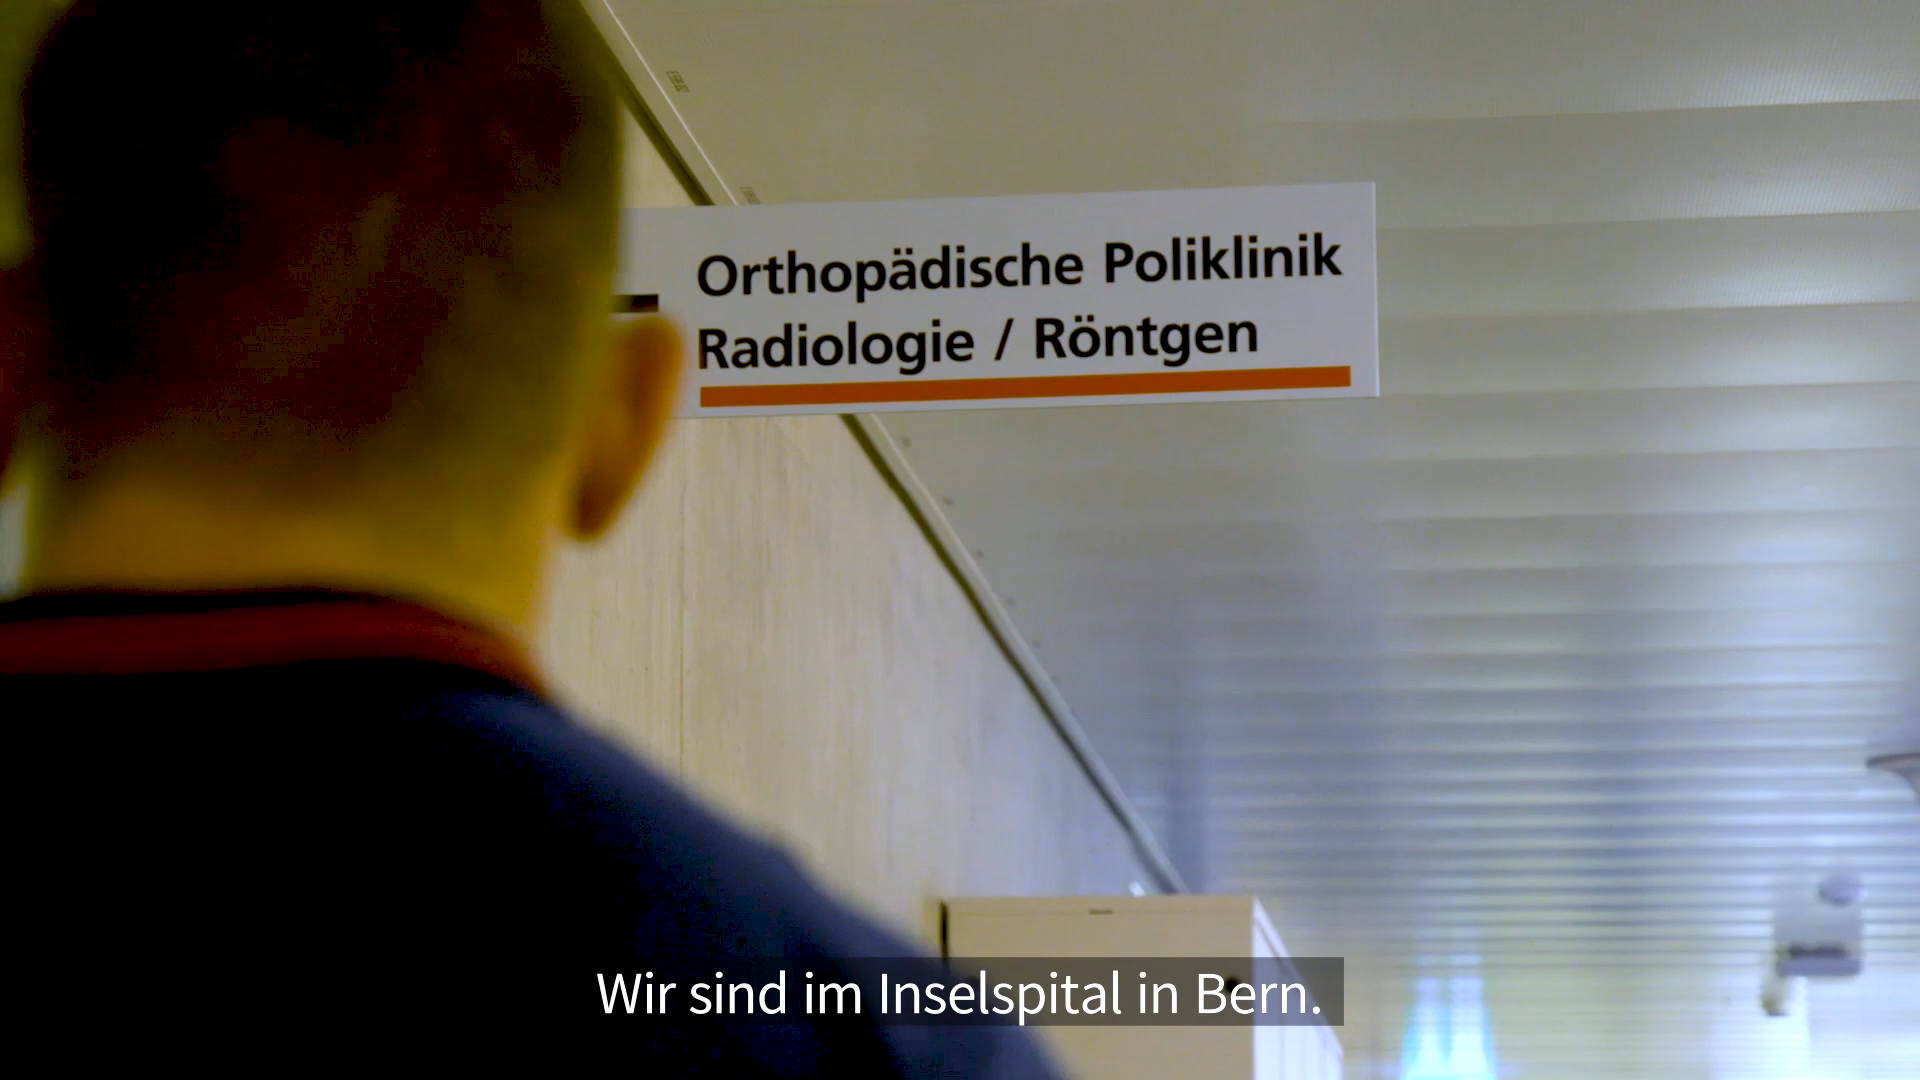 Orthopädische Poliklinik
Radiologie / Röntgen
Wir sind im Inselspital in Bern.